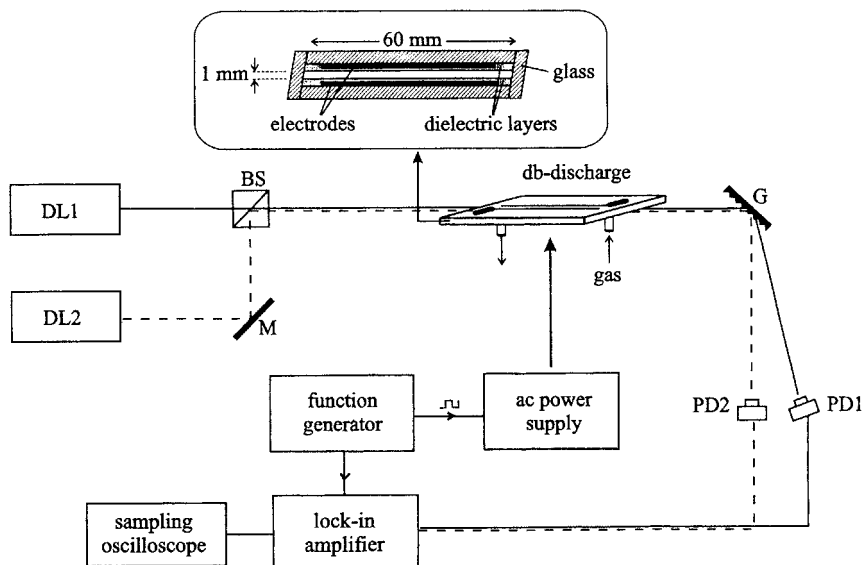 60 mm
1 mm
glass
electrodes
dielectric layers
BS
db-discharge
G
DL1
gas
DL2
M
function
generator
ac power
supply
PD2
PD1
sampling
oscilloscope
lock-in
amplifier